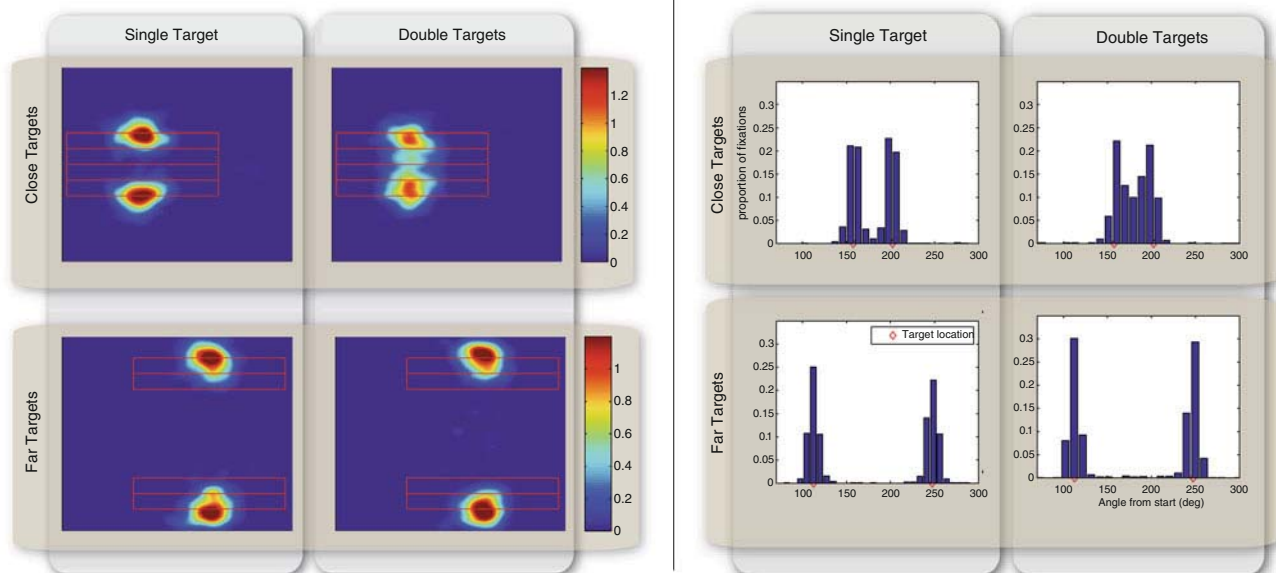 Single Target
Double Targets
Close Targets
1.2
1
0.8
0.6
0.4
0.2
0
Far Targets
1
0.8
0.6
0.4
0.2
0
Single Target
Double Targets
Close Targets
proportion of fixations
0.3
0.25
0.2
0.15
0.1
0.05
0
100 150 200 250 300
0.3
0.25
0.2
0.15
0.1
0.05
0
100 150 200 250 300
Far Targets
Target location
0.3
0.25
0.2
0.15
0.1
0.05
0
100 150 200 250 300
0.3
0.25
0.2
0.15
0.1
0.05
0
100 150 200 250 300
Angle from start (deg)